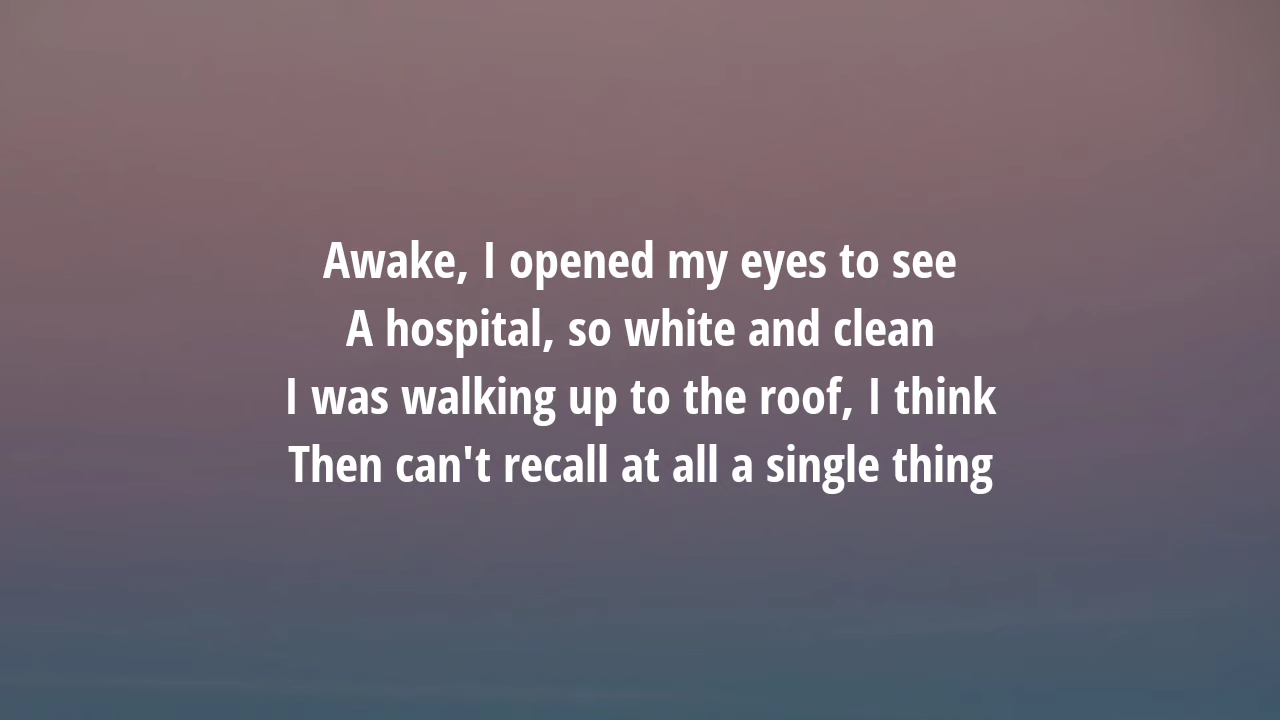 Awake, I opened my eyes to see
A hospital, so white and clean
I was walking up to the roof, I think
Then can't recall at all a single thing